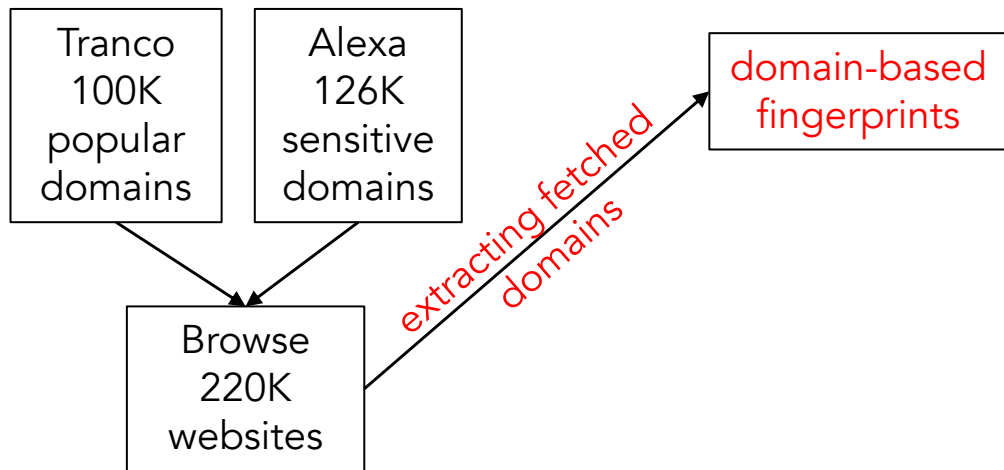 Tranco
100K
popular
domains
Alexa
126K
sensitive
domains
domain-based
fingerprints
extracting fetched
domains
Browse
220K
websites